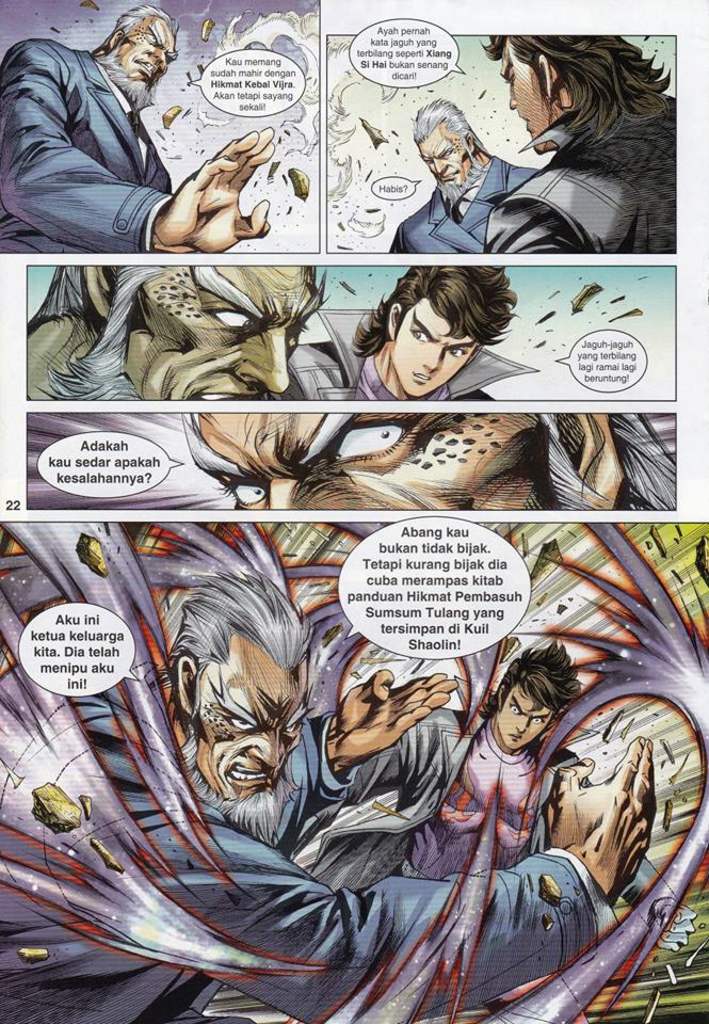 Kau memang
sudah mahir dengan
Hikmat Kebal Vijra.
Akan tetapi sayang
sekali!
Ayah pernah
kata jaguh yang
terbilang seperti Xiang
Si Hai bukan senang
dicari!
Habis?
Jaguh-jaguh
yang terbilang
lagi ramai lagi
beruntung!
Adakah
kau sedar apakah
kesalahannya?
22
Abang kau
bukan tidak bijak.
Tetapi kurang bijak dia
cuba merampas kitab
panduan Hikmat Pembasuh
Sumsum Tulang yang
tersimpan di Kuil
Shaolin!
Aku ini
ketua keluarga
kita. Dia telah
menipu aku
ini!